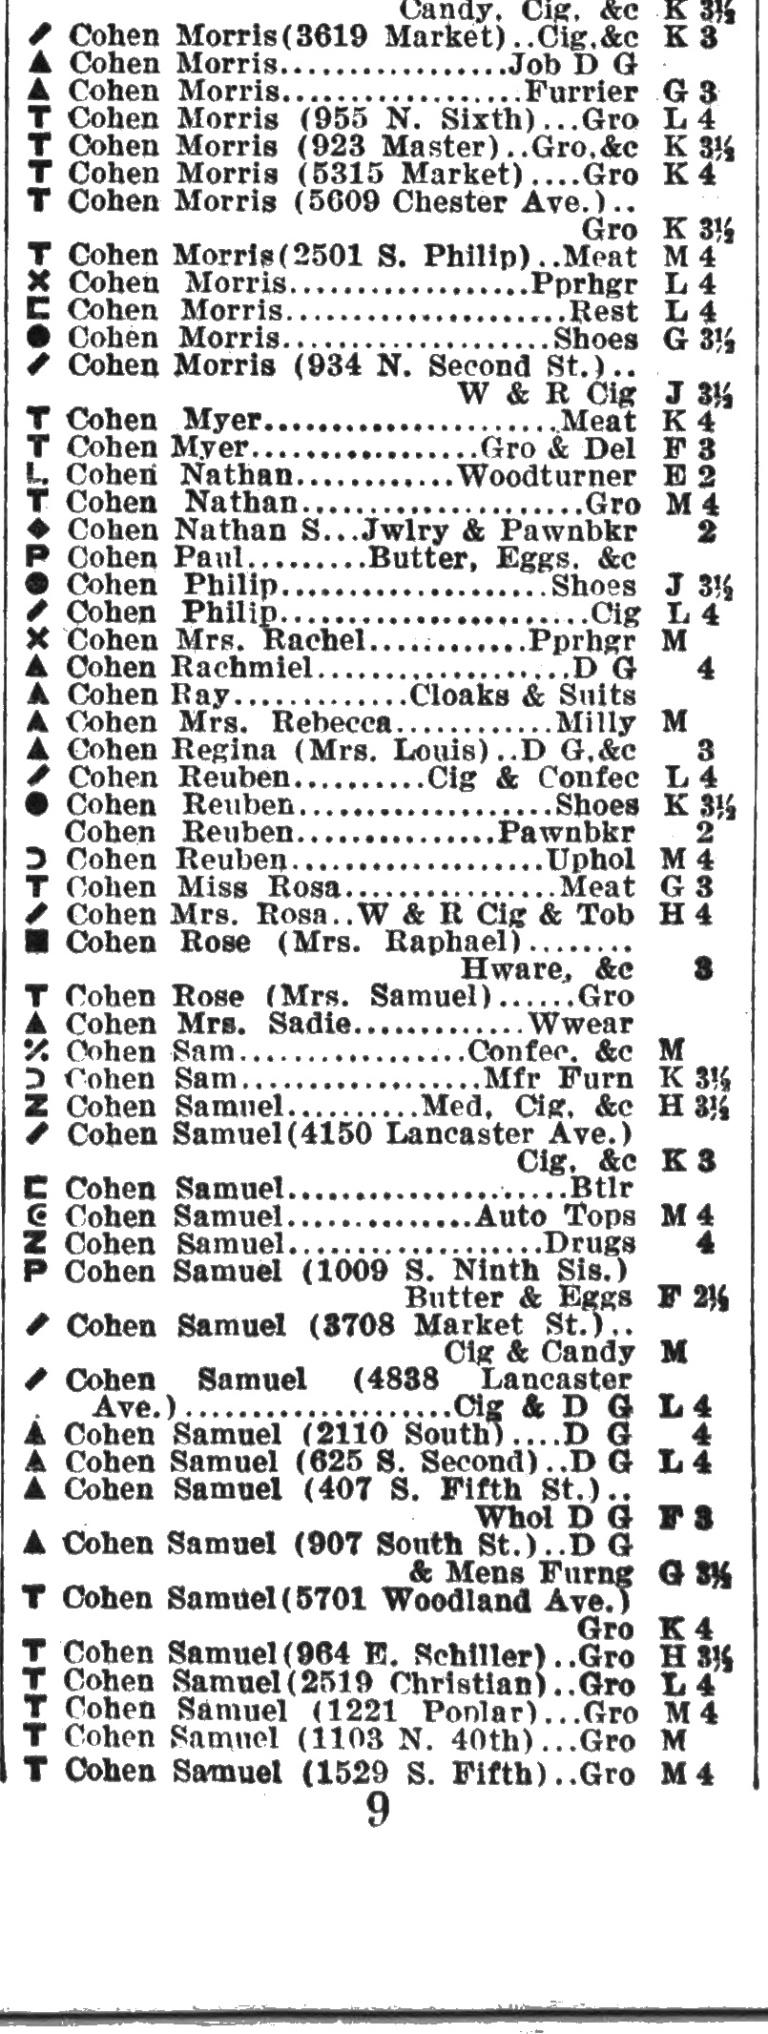 Candy, Cig, &c K 3½
Cohen Morris(3619 Market)..Cig,&c K 3
▲ Cohen Morris.................Job D G
▲ Cohen Morris..................Furrier G 3
T Cohen Morris (955 N. Sixth)...Gro L 4
T Cohen Morris (923 Master)..Gro,&c K 3½
T Cohen Morris (5315 Market)....Gro K 4
T Cohen Morris (5609 Chester Ave.)..
Gro K 3½
T Cohen Morris(2501 S. Philip)..Meat M 4
✕ Cohen Morris..................Pprhgr L 4
⊏ Cohen Morris.....................Rest L 4
● Cohen Morris....................Shoes G 3½
Cohen Morris (934 N. Second St.)..
W & R Cig J 3½
T Cohen Myer......................Meat K 4
T Cohen Myer.................Gro & Del F 3
L. Cohen Nathan............Woodturner E 2
T Cohen Nathan.....................Gro M 4
◆ Cohen Nathan S...Jwlry & Pawnbkr 2
P Cohen Paul.........Butter, Eggs, &c
● Cohen Philip....................Shoes J 3½
Cohen Philip.......................Cig L 4
✕ Cohen Mrs. Rachel............Pprhgr M
▲ Cohen Rachmiel...................D G 4
▲ Cohen Ray.............Cloaks & Suits
▲ Cohen Mrs. Rebecca............Milly M
▲ Cohen Regina (Mrs. Louis)..D G,&c 3
Cohen Reuben..........Cig & Confec L 4
● Cohen Reuben...................Shoes K 3½
Cohen Reuben...............Pawnbkr 2
⊃ Cohen Reuben...................Uphol M 4
T Cohen Miss Rosa................Meat G 3
Cohen Mrs. Rosa..W & R Cig & Tob H 4
■ Cohen Rose (Mrs. Raphael)........
Hware, &c 3
T Cohen Rose (Mrs. Samuel)......Gro
▲ Cohen Mrs. Sadie.............Wwear
٪ Cohen Sam.................Confec, &c M
⊃ Cohen Sam..................Mfr Furn K 3½
Z Cohen Samuel..........Med, Cig, &c H 3½
Cohen Samuel(4150 Lancaster Ave.)
Cig, &c K 3
⊏ Cohen Samuel.....................Btlr
Cohen Samuel..............Auto Tops M 4
Z Cohen Samuel...................Drugs 4
P Cohen Samuel (1009 S. Ninth Sts.)
Butter & Eggs F 2½
Cohen Samuel (3708 Market St.)..
Cig & Candy M
Cohen Samuel (4838 Lancaster
Ave.)....................Cig & D G L 4
▲ Cohen Samuel (2110 South)....D G 4
▲ Cohen Samuel (625 S. Second)..D G L 4
▲ Cohen Samuel (407 S. Fifth St.)..
Whol D G F 3
▲ Cohen Samuel (907 South St.)..D G
& Mens Furng G 3½
T Cohen Samuel(5701 Woodland Ave.)
Gro K 4
T Cohen Samuel(964 E. Schiller)..Gro H 3½
T Cohen Samuel(2519 Christian)..Gro L 4
T Cohen Samuel (1221 Poplar)...Gro M 4
T Cohen Samuel (1103 N. 40th)...Gro M
T Cohen Samuel (1529 S. Fifth)..Gro M 4
9